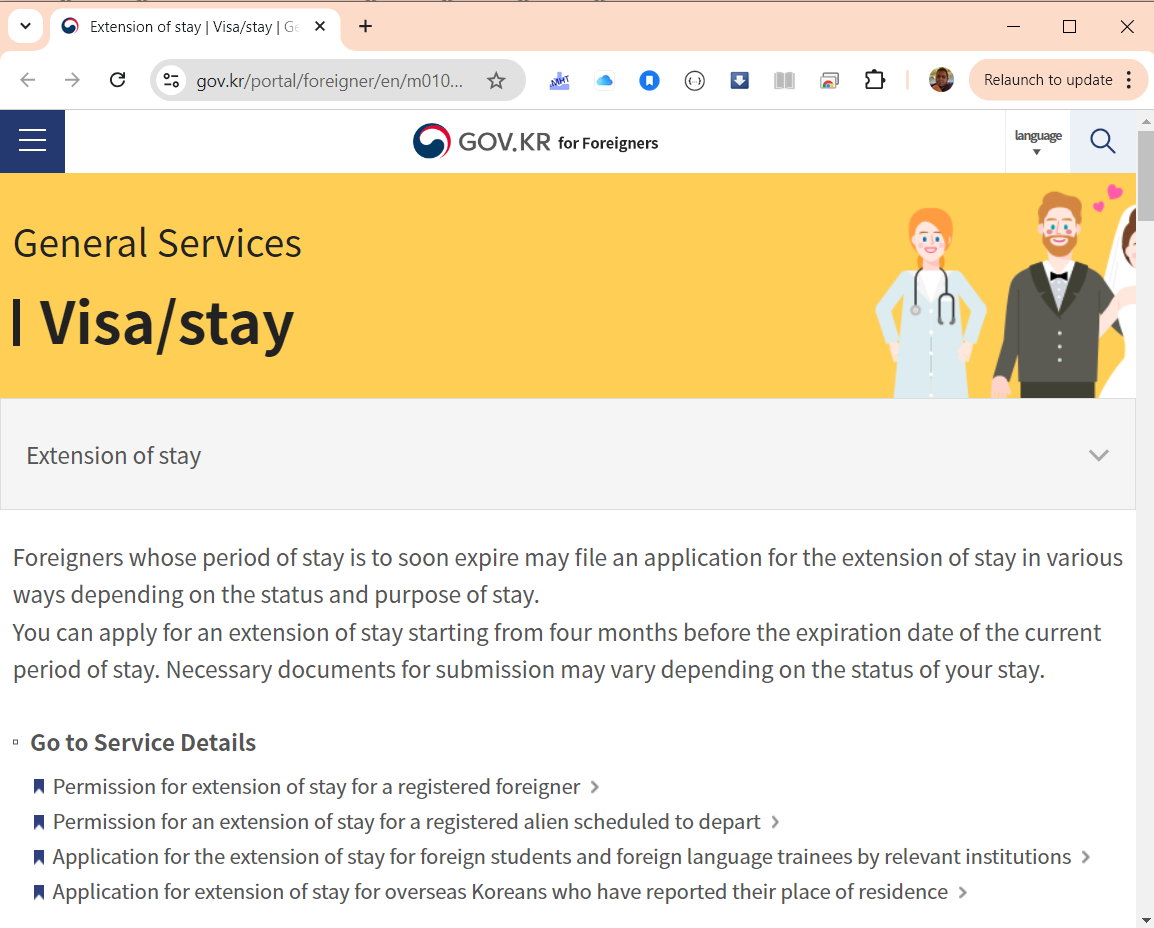 Extension of stay | Visa/stay | Ge
gov.kr/portal/foreigner/en/m010...
Relaunch to update
GOV.KR for Foreigners
language
General Services
Visa/stay
Extension of stay
Foreigners whose period of stay is to soon expire may file an application for the extension of stay in various
ways depending on the status and purpose of stay.
You can apply for an extension of stay starting from four months before the expiration date of the current
period of stay. Necessary documents for submission may vary depending on the status of your stay.
Go to Service Details
Permission for extension of stay for a registered foreigner
Permission for an extension of stay for a registered alien scheduled to depart
Application for the extension of stay for foreign students and foreign language trainees by relevant institutions
Application for extension of stay for overseas Koreans who have reported their place of residence